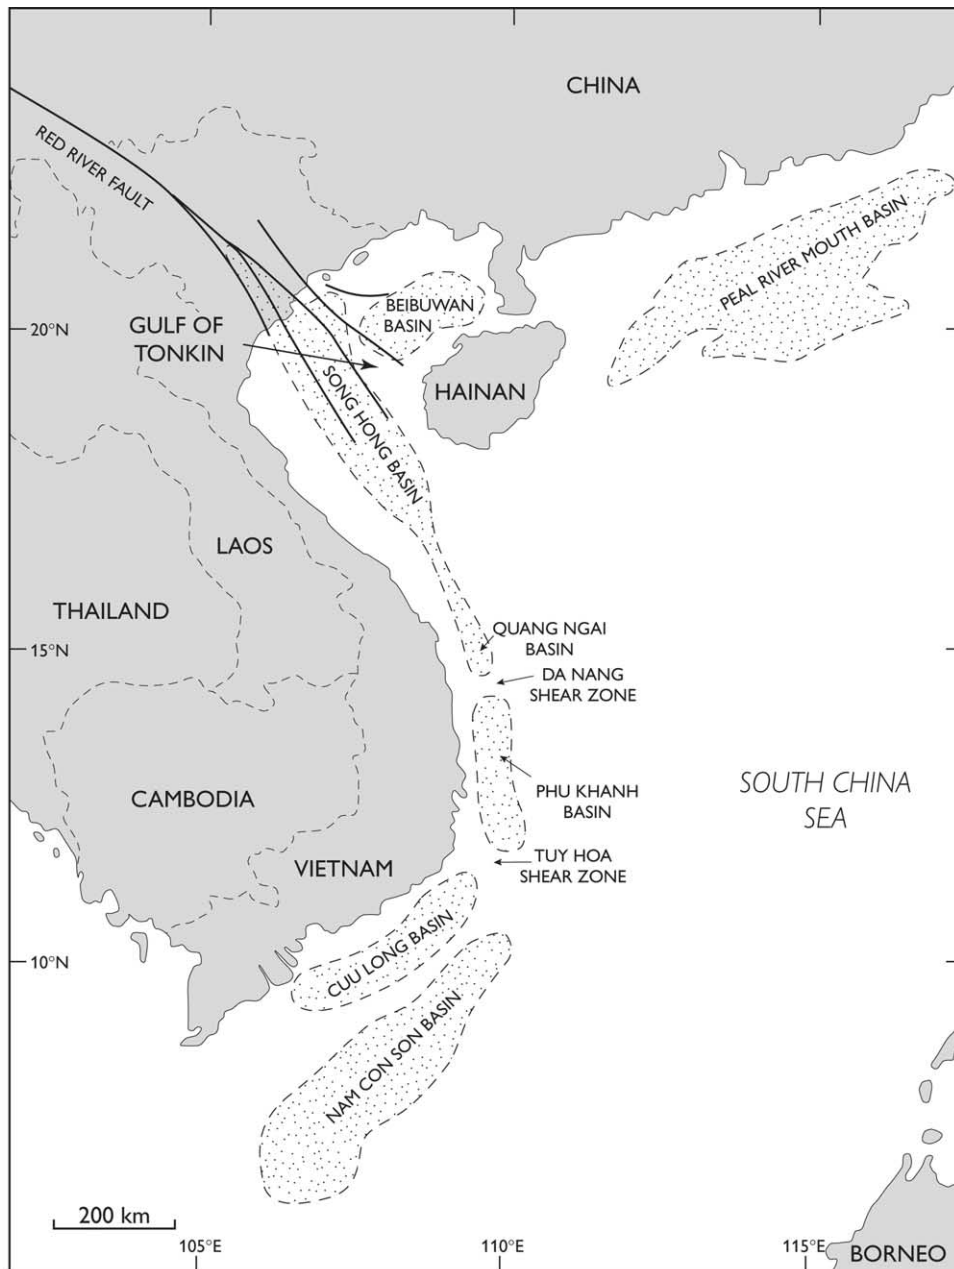 CHINA
RED RIVER FAULT
PEAL RIVER MOUTH BASIN
BEIBUWAN
BASIN
20°N
GULF OF
TONKIN
HAINAN
SONG HONG BASIN
LAOS
THAILAND
QUANG NGAI
BASIN
15°N
DA NANG
SHEAR ZONE
SOUTH CHINA
SEA
PHU KHANH
BASIN
CAMBODIA
TUY HOA
SHEAR ZONE
VIETNAM
CUU LONG BASIN
10°N
NAM CON SON BASIN
200 km
105°E
110°E
115°E
BORNEO